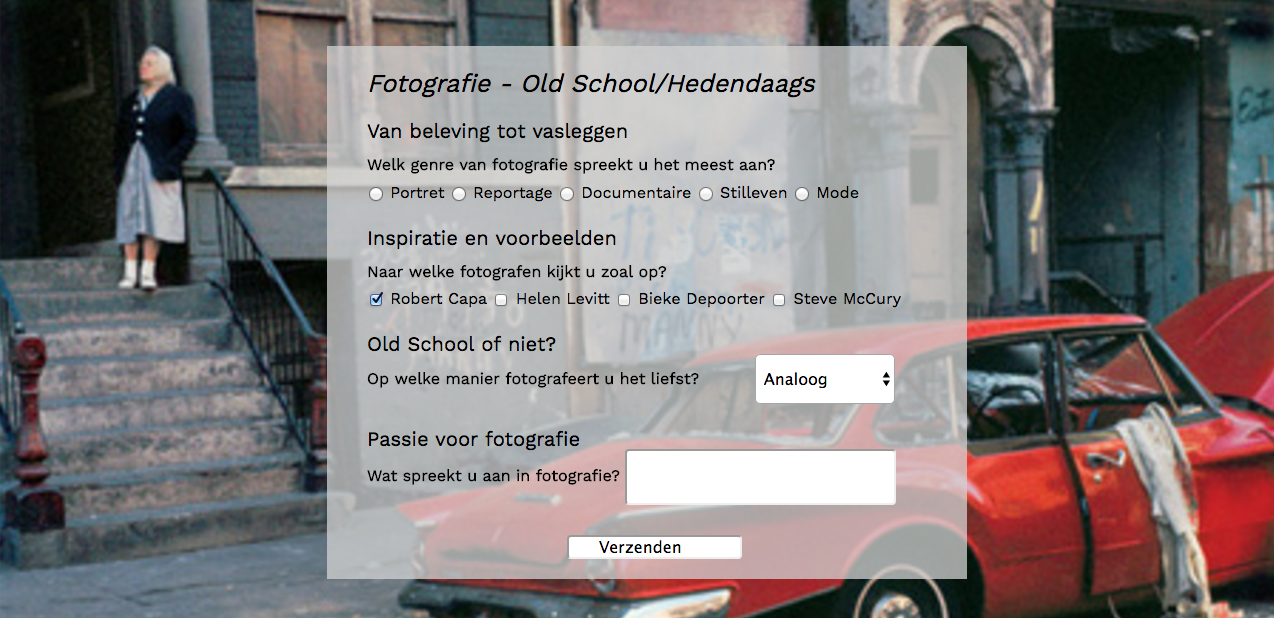 Fotografie - Old School/Hedendaags
Van beleving tot vasleggen
Welk genre van fotografie spreekt u het meest aan?
Portret Reportage Documentaire Stilleven Mode
Inspiratie en voorbeelden
Naar welke fotografen kijkt u zoal op?
Robert Capa Helen Levitt Bieke Depoorter Steve McCury
Old School of niet?
Op welke manier fotografeert u het liefst? Analoog
Passie voor fotografie
Wat spreekt u aan in fotografie?
Verzenden